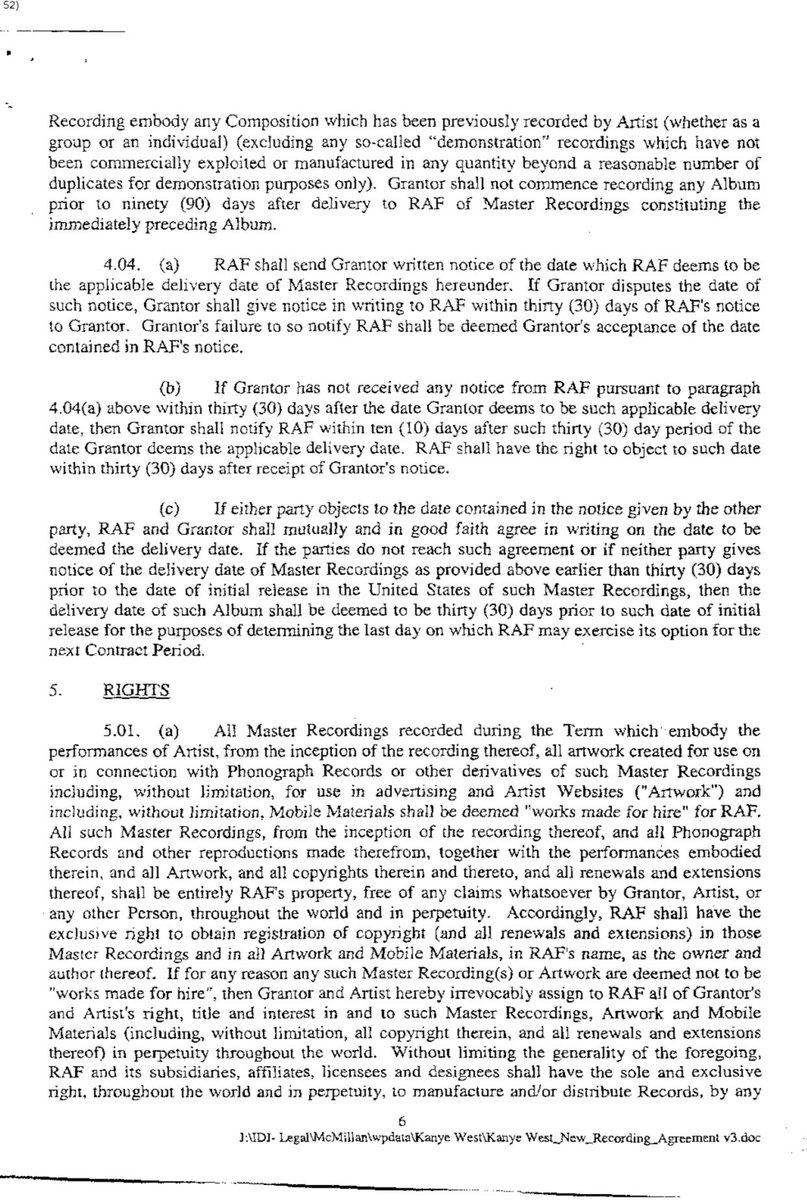 52)
Recording embody any Composition which has been previously recorded by Artist (whether as a
group or an individual) (excluding any so-called "demonstration" recordings which have not
been commercially exploited or manufactured in any quantity beyond a reasonable number of
duplicates for demonstration purposes only). Grantor shall not commence recording any Album
prior to ninety (90) days after delivery to RAF of Master Recordings constituting the
immediately preceding Album.
4.04. (a) RAF shall send Grantor written notice of the date which RAF deems to be
the applicable delivery date of Master Recordings hereunder. If Grantor disputes the date of
such notice, Grantor shall give notice in writing to RAF within thirty (30) days of RAF's notice
to Grantor. Grantor's failure to so notify RAF shall be deemed Grantor's acceptance of the date
contained in RAF's notice.
(b) If Grantor has not received any notice from RAF pursuant to paragraph
4.04(a) above within thirty (30) days after the date Grantor deems to be such applicable delivery
date, then Grantor shall notify RAF within ten (10) days after such thirty (30) day period of the
date Grantor deems the applicable delivery date. RAF shall have the right to object to such date
within thirty (30) days after receipt of Grantor's notice.
(c) If either party objects to the date contained in the notice given by the other
party, RAF and Grantor shall mutually and in good faith agree in writing on the date to be
deemed the delivery date. If the parties do not reach such agreement or if neither party gives
notice of the delivery date of Master Recordings as provided above earlier than thirty (30) days
prior to the date of initial release in the United States of such Master Recordings, then the
delivery date of such Album shall be deemed to be thirty (30) days prior to such date of initial
release for the purposes of determining the last day on which RAF may exercise its option for the
next Contract Period.
5. RIGHTS
5.01. (a) All Master Recordings recorded during the Term which embody the
performances of Artist, from the inception of the recording thereof, all artwork created for use on
or in connection with Phonograph Records or other derivatives of such Master Recordings
including, without limitation, for use in advertising and Artist Websites ("Artwork") and
including, without limitation, Mobile Materials shall be deemed "works made for hire" for RAF.
All such Master Recordings, from the inception of the recording thereof, and all Phonograph
Records and other reproductions made therefrom, together with the performances embodied
therein, and all Artwork, and all copyrights therein and thereto, and all renewals and extensions
thereof, shall be entirely RAF's property, free of any claims whatsoever by Grantor, Artist, or
any other Person, throughout the world and in perpetuity. Accordingly, RAF shall have the
exclusive right to obtain registration of copyright (and all renewals and extensions) in those
Master Recordings and in all Artwork and Mobile Materials, in RAF's name, as the owner and
author thereof. If for any reason any such Master Recording(s) or Artwork are deemed not to be
"works made for hire", then Grantor and Artist hereby irrevocably assign to RAF all of Grantor's
and Artist's right, title and interest in and to such Master Recordings, Artwork and Mobile
Materials (including, without limitation, all copyright therein, and all renewals and extensions
thereof) in perpetuity throughout the world. Without limiting the generality of the foregoing,
RAF and its subsidiaries, affiliates, licensees and designees shall have the sole and exclusive
right, throughout the world and in perpetuity, to manufacture and/or distribute Records, by any
6
J:\IDJ- Legal\McMillan\wpdata\Kanye West\Kanye West_New_Recording_Agreement v3.doc